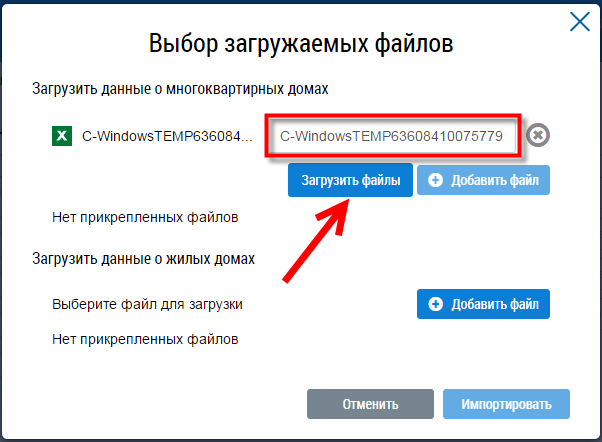 Выбор загружаемых файлов
Загрузить данные о многоквартирных домах
X C-WindowsTEMP636084... C-WindowsTEMP63608410075779
Загрузить файлы Добавить файл
Нет прикрепленных файлов
Загрузить данные о жилых домах
Выберите файл для загрузки Добавить файл
Нет прикрепленных файлов
Отменить Импортировать